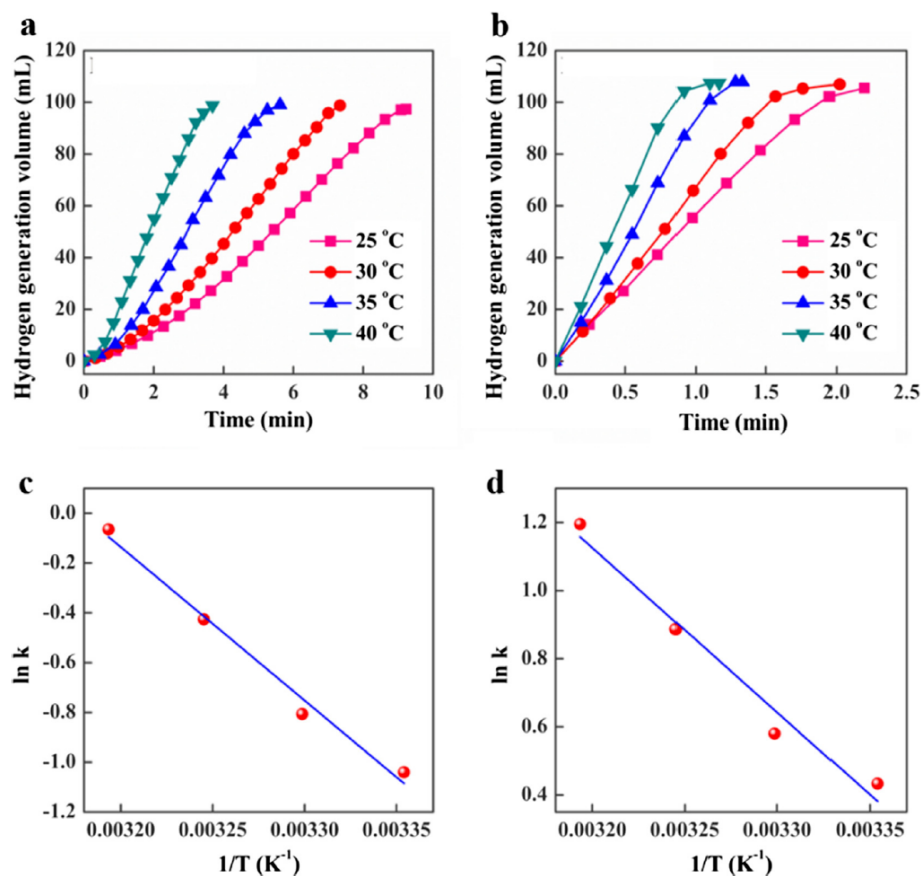 a
Hydrogen generation volume (mL)
120
100
80
60
40
20
0
25 °C
30 °C
35 °C
40 °C
0 2 4 6 8 10
Time (min)
b
Hydrogen generation volume (mL)
120
100
80
60
40
20
0
25 °C
30 °C
35 °C
40 °C
0.0 0.5 1.0 1.5 2.0 2.5
Time (min)
c
ln k
0.0
-0.2
-0.4
-0.6
-0.8
-1.0
-1.2
0.00320 0.00325 0.00330 0.00335
1/T (K⁻¹)
d
ln k
1.2
1.0
0.8
0.6
0.4
0.00320 0.00325 0.00330 0.00335
1/T (K⁻¹)